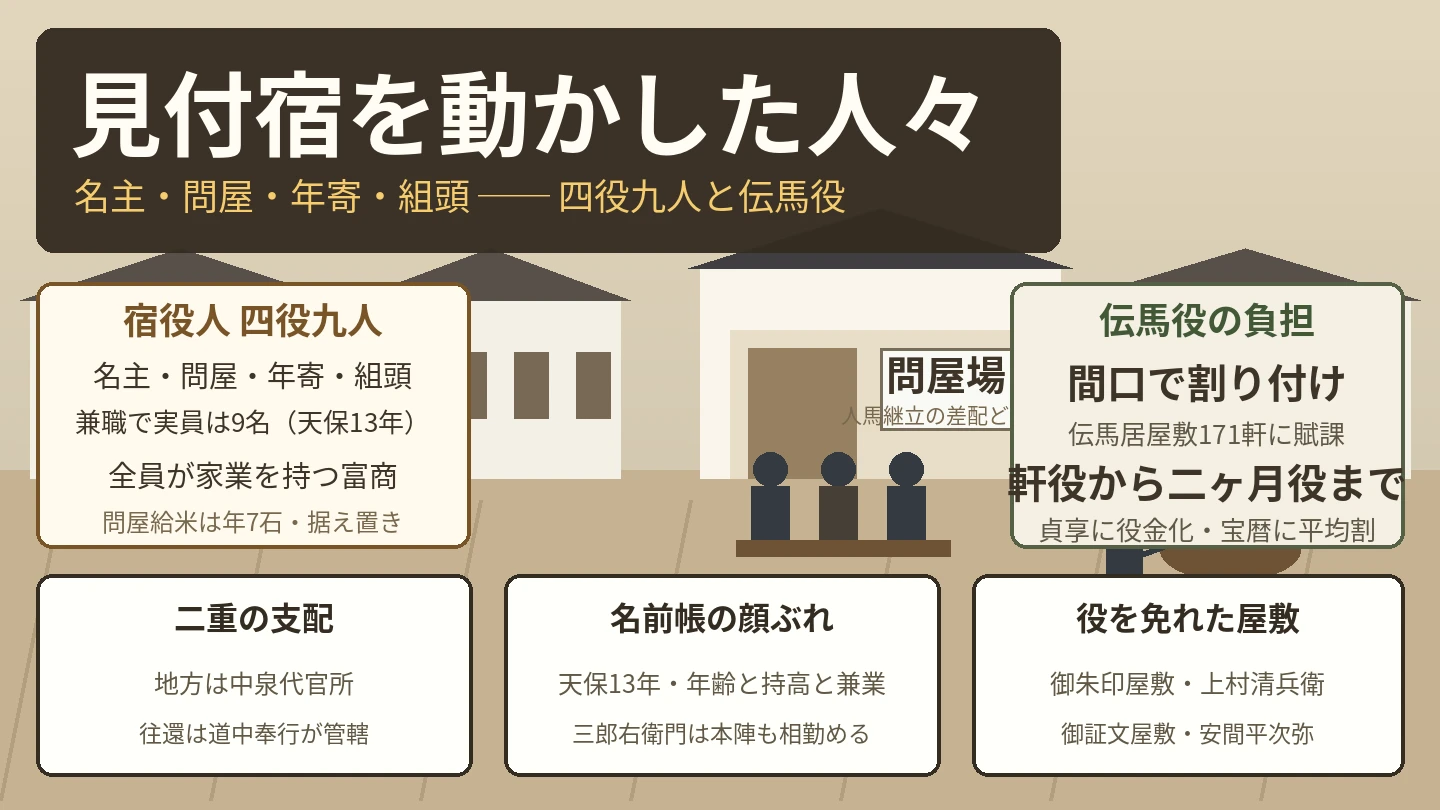 見付宿を動かした人々
名主・問屋・年寄・組頭 ── 四役九人と伝馬役
宿役人 四役九人
名主・問屋・年寄・組頭
兼職で実員は9名（天保13年）
全員が家業を持つ富商
問屋給米は年7石・据え置き
問屋場
人馬継立の差配ど
伝馬役の負担
間口で割り付け
伝馬居屋敷171軒に賦課
軒役から二ヶ月役まで
貞享に役金化・宝暦に平均割
二重の支配
地方は中泉代官所
往還は道中奉行が管轄
名前帳の顔ぶれ
天保13年・年齢と持高と兼業
三郎右衛門は本陣も相勤める
役を免れた屋敷
御朱印屋敷・上村清兵衛
御証文屋敷・安間平次弥